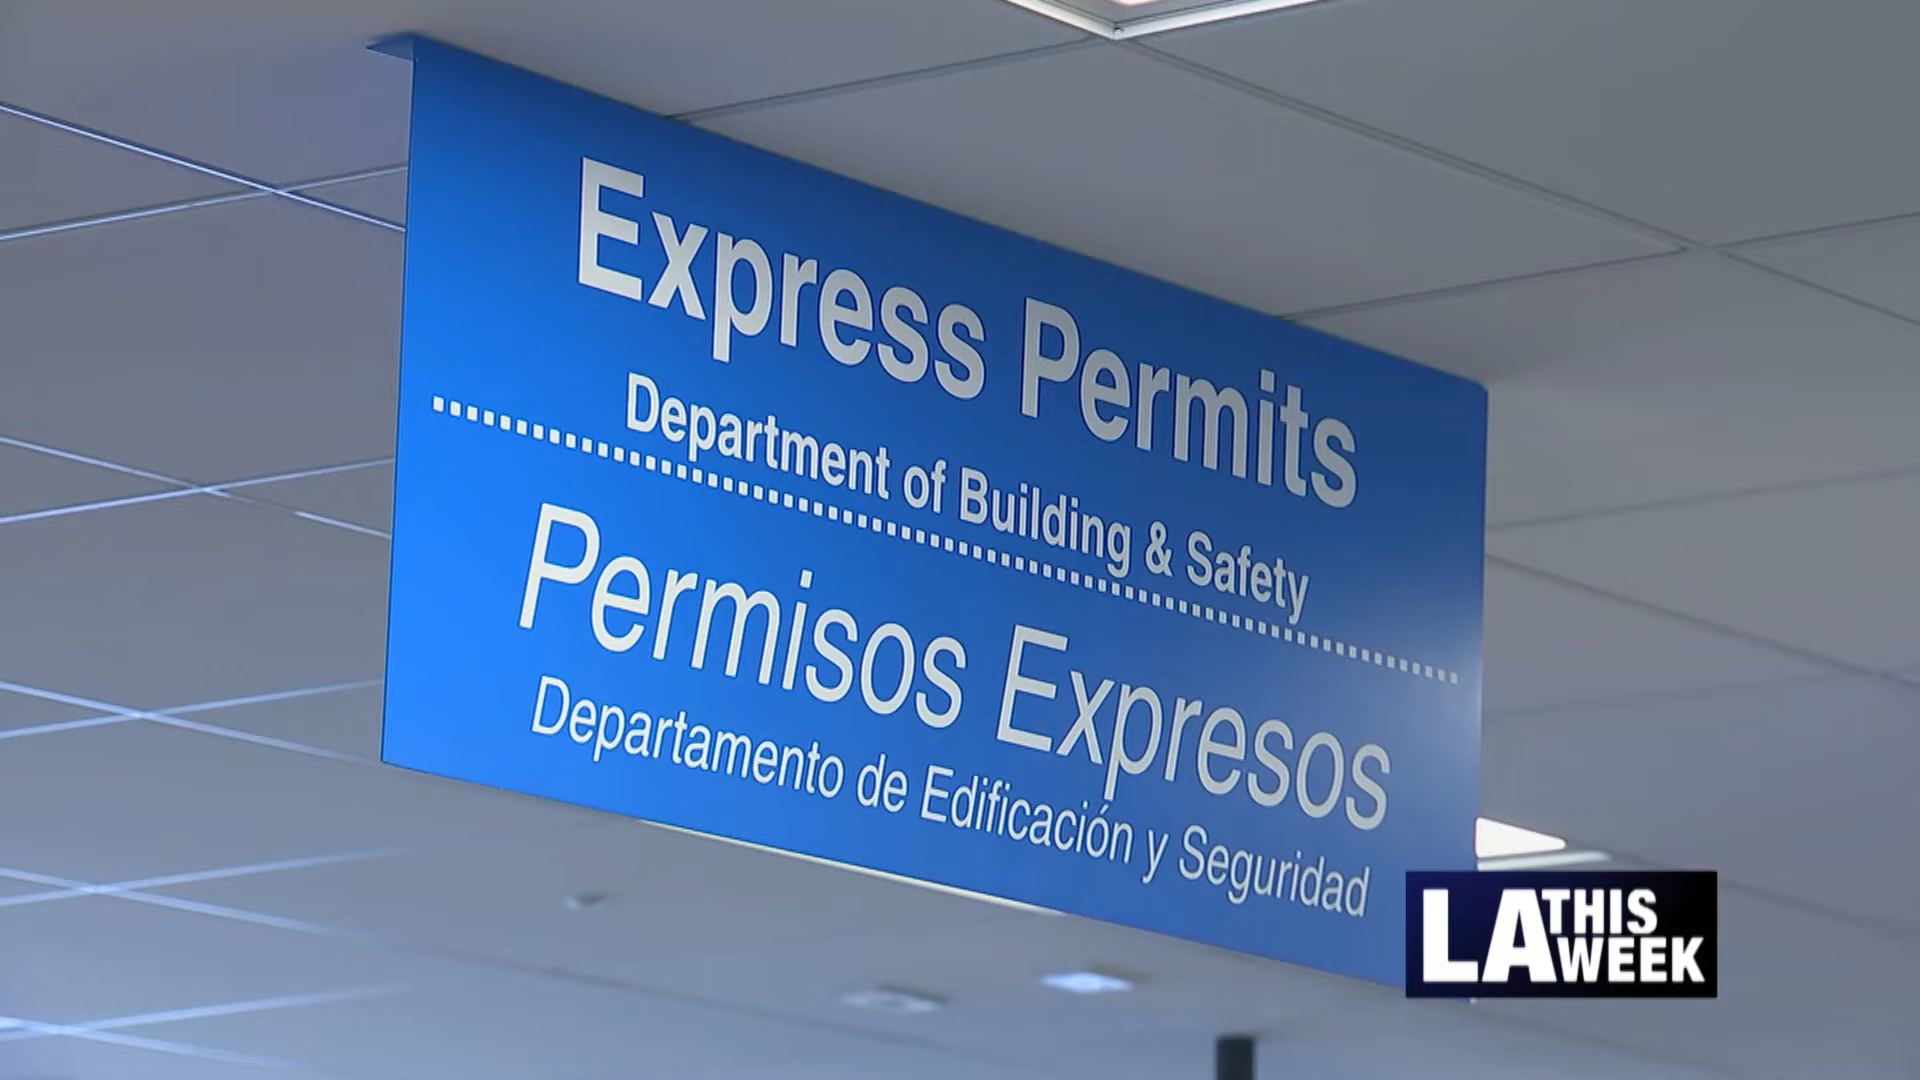 Express Permits
Department of Building & Safety
Permisos Expresos
Departamento de Edificación y Seguridad
LA THIS WEEK